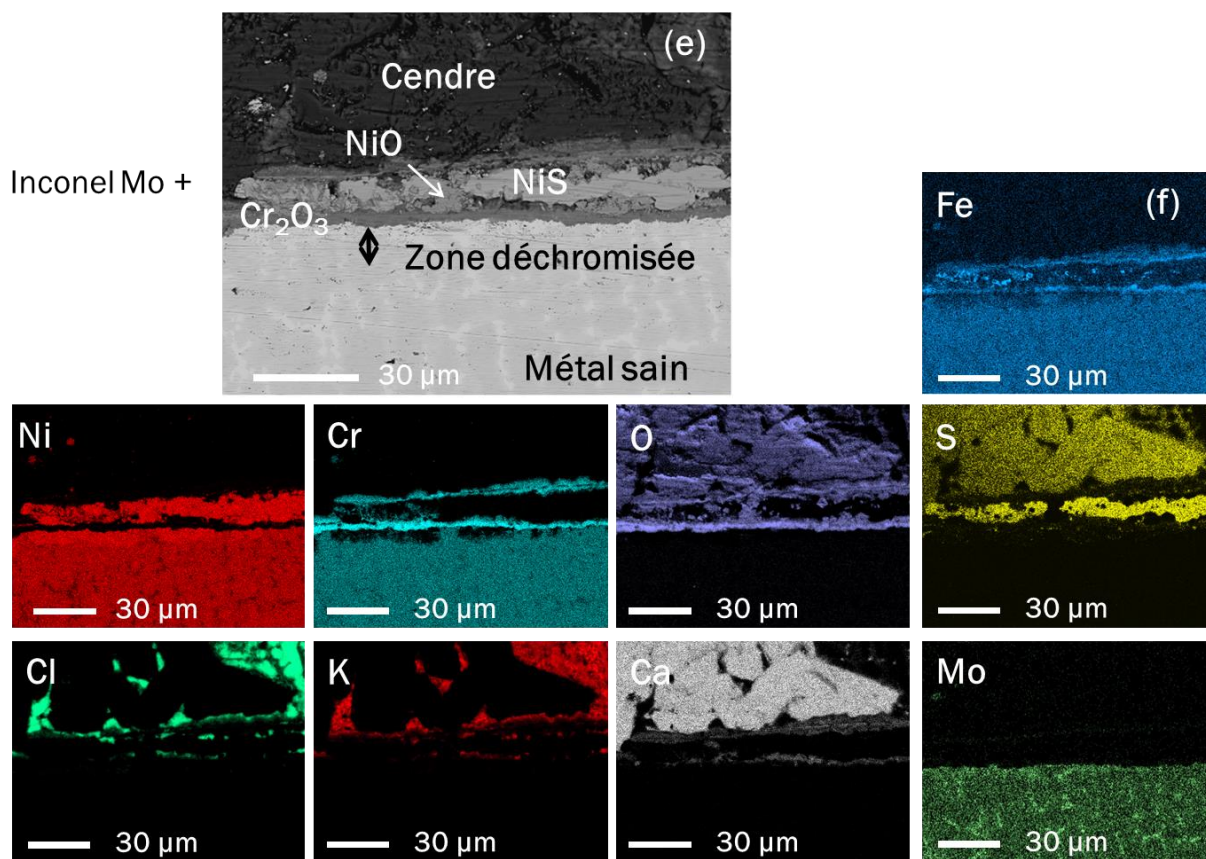 (e)
Cendre
NiO
NiS
Inconel Mo +
Cr₂O₃
Zone déchromisée
Métal sain
30 µm
Fe
(f)
30 µm
Ni
30 µm
Cr
30 µm
O
30 µm
S
30 µm
Cl
30 µm
K
30 µm
Ca
30 µm
Mo
30 µm